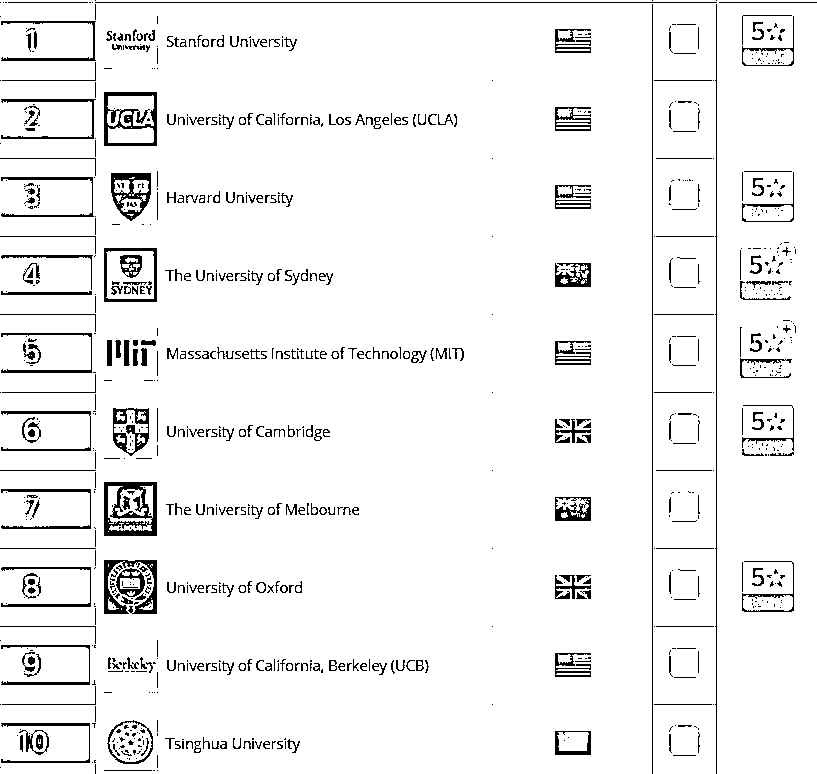 1 Stanford University Stanford University 5☆
2 UCLA University of California, Los Angeles (UCLA)
3 Harvard University 5☆
4 SYDNEY The University of Sydney 5☆+
5 Massachusetts Institute of Technology (MIT) 5☆+
6 University of Cambridge 5☆
7 The University of Melbourne
8 University of Oxford 5☆
9 Berkeley University of California, Berkeley (UCB)
10 Tsinghua University